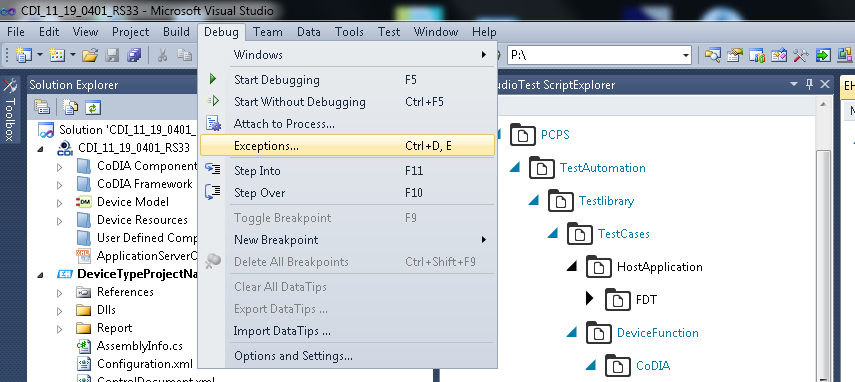 CDI_11_19_0401_RS33 - Microsoft Visual Studio
File Edit View Project Build Debug Team Data Tools Test Window Help
P:\
Toolbox
Solution Explorer
Solution 'CDI_11_19_0401_
CDI_11_19_0401_RS33
CoDIA Component
CoDIA Framework
Device Model
Device Resources
User Defined Comp
ApplicationServerC
DeviceTypeProjectNa
References
Dlls
Report
AssemblyInfo.cs
Configuration.xml
ControlDocument.xml
Windows
Start Debugging F5
Start Without Debugging Ctrl+F5
Attach to Process...
Exceptions... Ctrl+D, E
Step Into F11
Step Over F10
Toggle Breakpoint F9
New Breakpoint
Delete All Breakpoints Ctrl+Shift+F9
Clear All DataTips
Export DataTips ...
Import DataTips ...
Options and Settings...
udioTest ScriptExplorer
PCPS
TestAutomation
Testlibrary
TestCases
HostApplication
FDT
DeviceFunction
CoDIA
EH